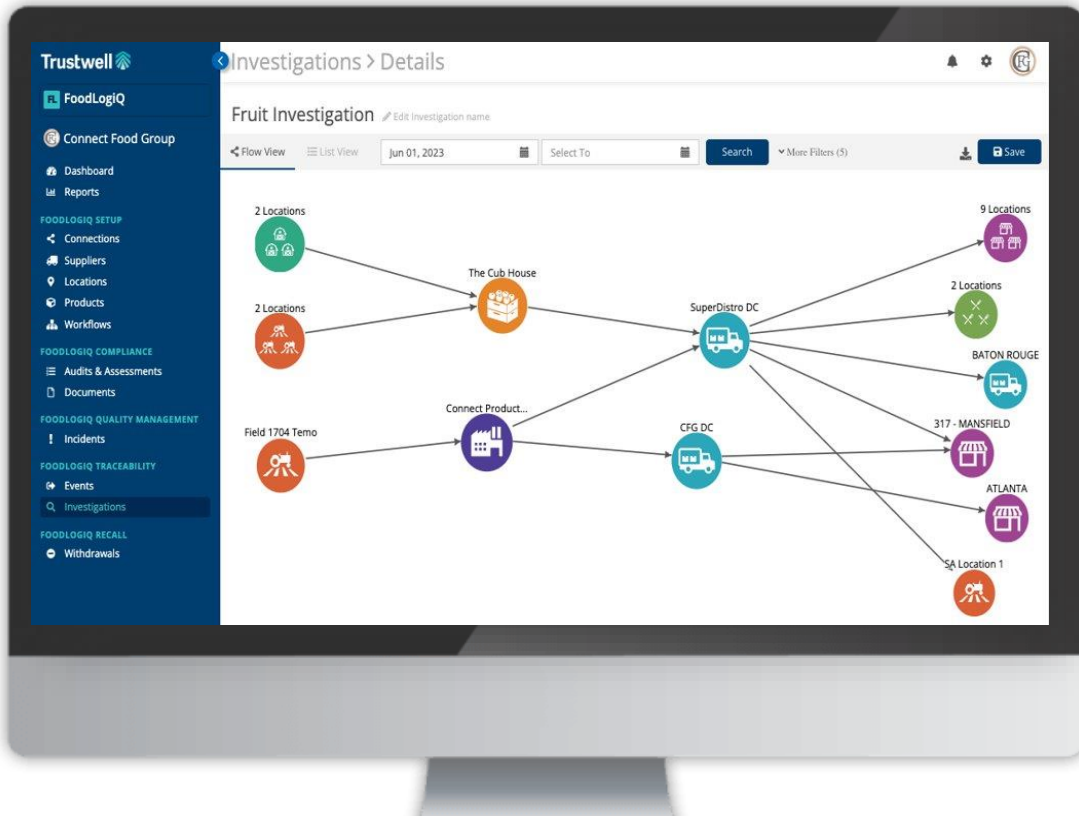 Trustwell
FL FoodLogiQ
Connect Food Group
Dashboard
Reports
FOODLOGIQ SETUP
Connections
Suppliers
Locations
Products
Workflows
FOODLOGIQ COMPLIANCE
Audits & Assessments
Documents
FOODLOGIQ QUALITY MANAGEMENT
Incidents
FOODLOGIQ TRACEABILITY
Events
Investigations
FOODLOGIQ RECALL
Withdrawals
Investigations > Details
Fruit Investigation Edit Investigation name
Flow View List View Jun 01, 2023 Select To Search More Filters (5) Save
2 Locations
2 Locations
Field 1704 Temo
The Cub House
Connect Product...
SuperDistro DC
CFG DC
9 Locations
2 Locations
BATON ROUGE
317 - MANSFIELD
ATLANTA
SA Location 1